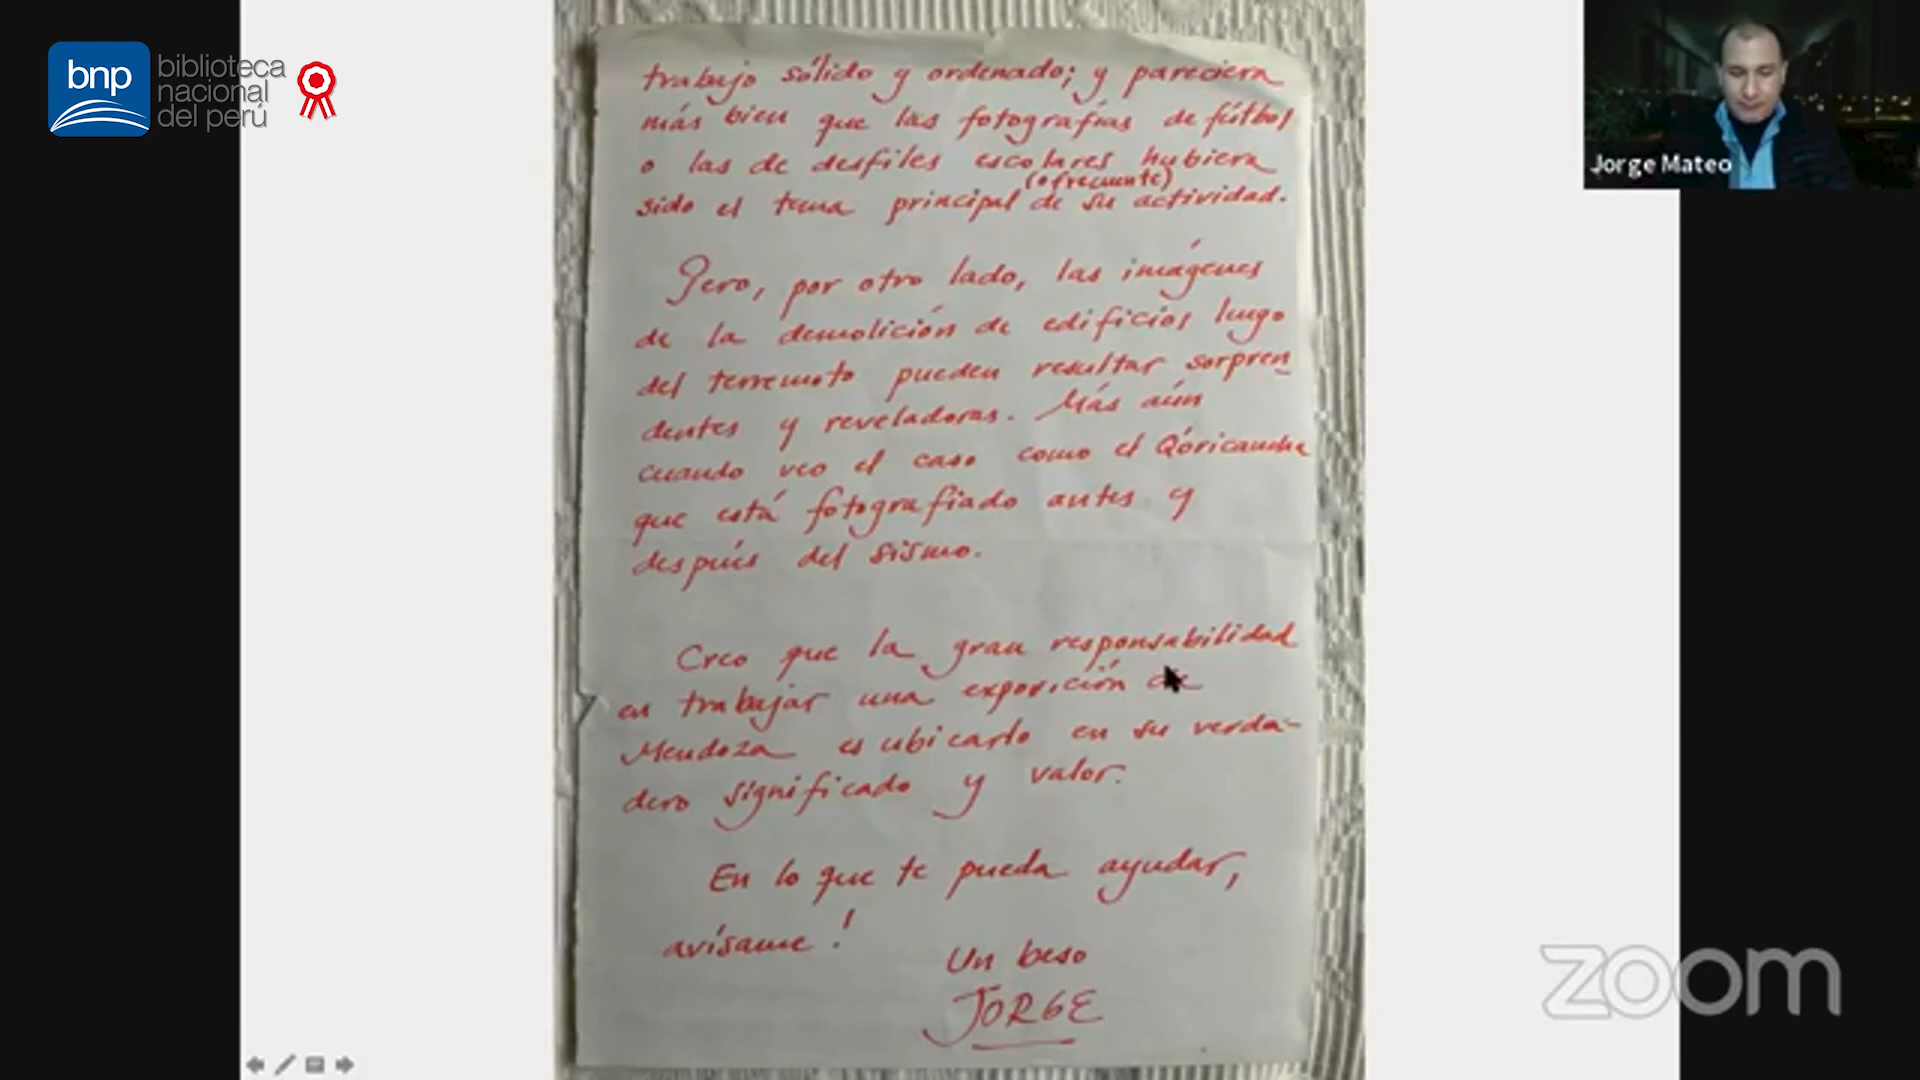 bnp
biblioteca
nacional
del perú
Jorge Mateo
trabajo sólido y ordenado; y pareciera
más bien que las fotografías de fútbol
o las de desfiles escolares hubiera
(o frecuente)
sido el tema principal de su actividad.
Pero, por otro lado, las imágenes
de la demolición de edificios luego
del terremoto pueden resultar sorpren
dentes y reveladoras. Más aún
cuando veo el caso como el Qóricancha
que está fotografiado antes y
después del sismo.
Creo que la gran responsabilidad
en trabajar una exposición de
Mendoza es ubicarlo en su verda-
dero significado y valor.
En lo que te pueda ayudar,
avísame!
Un beso
JORGE
zoom